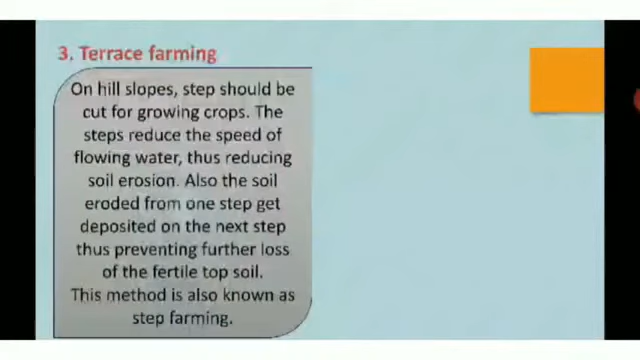 3. Terrace farming
On hill slopes, step should be
cut for growing crops. The
steps reduce the speed of
flowing water, thus reducing
soil erosion. Also the soil
eroded from one step get
deposited on the next step
thus preventing further loss
of the fertile top soil.
This method is also known as
step farming.